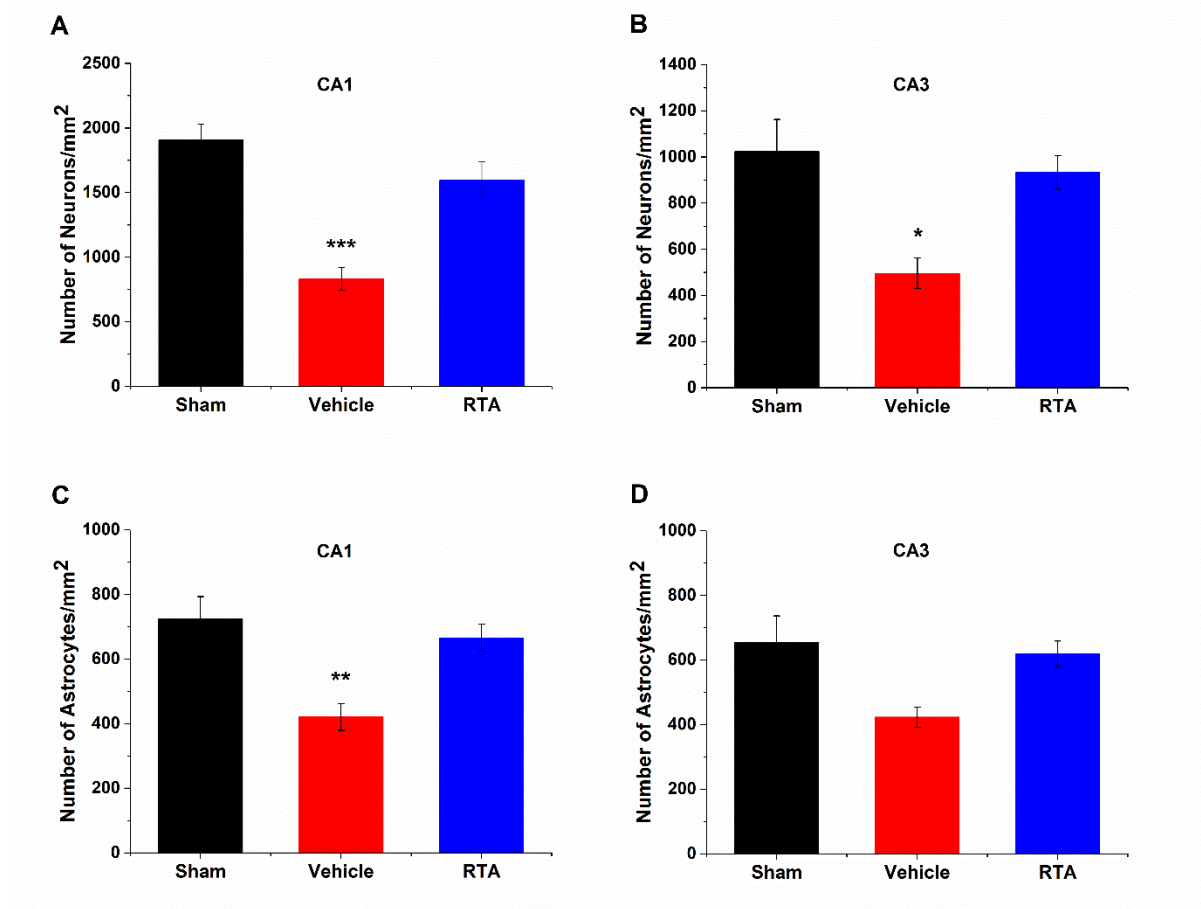 A
CA1
Number of Neurons/mm2
2500
2000
1500
1000
500
0
***
Sham Vehicle RTA
B
CA3
Number of Neurons/mm2
1400
1200
1000
800
600
400
200
0
*
Sham Vehicle RTA
C
CA1
Number of Astrocytes/mm2
1000
800
600
400
200
0
**
Sham Vehicle RTA
D
CA3
Number of Astrocytes/mm2
1000
800
600
400
200
0
Sham Vehicle RTA